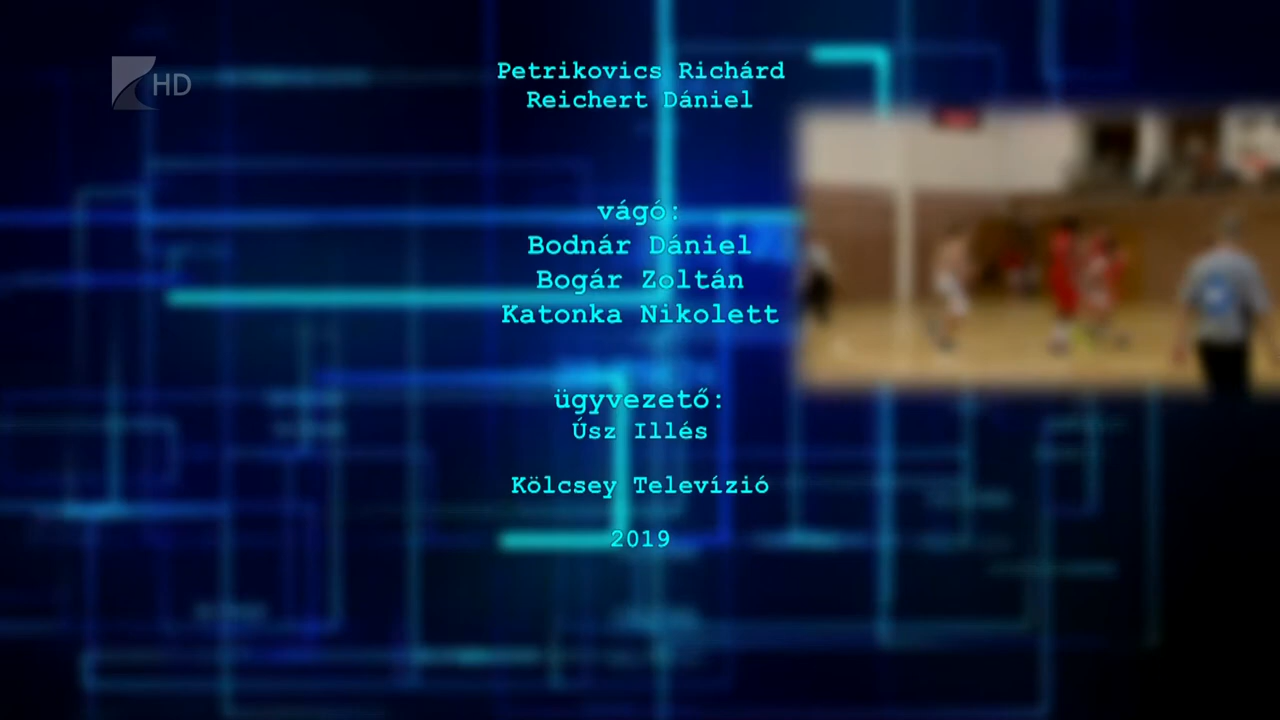 HD
Petrikovics Richárd
Reichert Dániel
vágó:
Bodnár Dániel
Bogár Zoltán
Katonka Nikolett
ügyvezető:
Úsz Illés
Kölcsey Televízió
2019